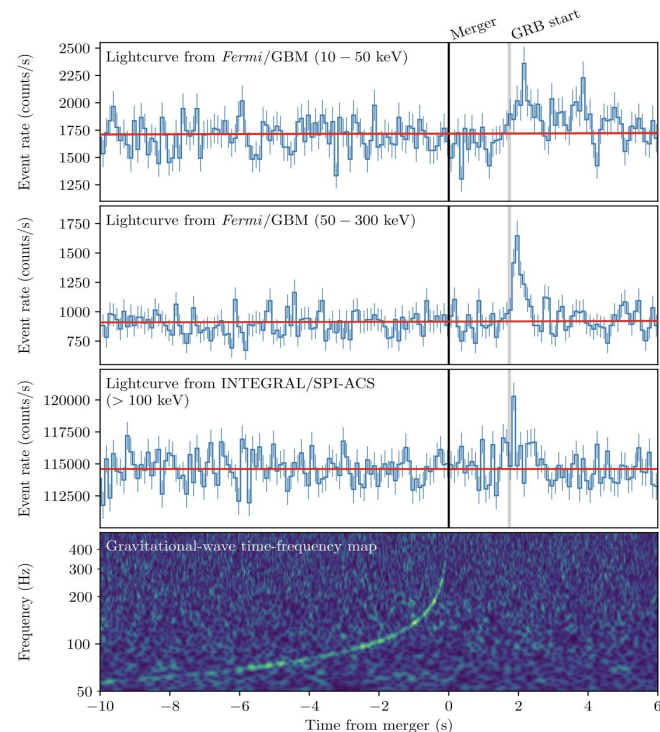 Merger
GRB start
2500
2250
2000
1750
1500
1250
Event rate (counts/s)
Lightcurve from Fermi/GBM (10 − 50 keV)
1750
1500
1250
1000
750
Event rate (counts/s)
Lightcurve from Fermi/GBM (50 − 300 keV)
120000
117500
115000
112500
Event rate (counts/s)
Lightcurve from INTEGRAL/SPI-ACS
(> 100 keV)
500
400
300
200
100
50
Frequency (Hz)
Gravitational-wave time-frequency map
−10 −8 −6 −4 −2 0 2 4 6
Time from merger (s)